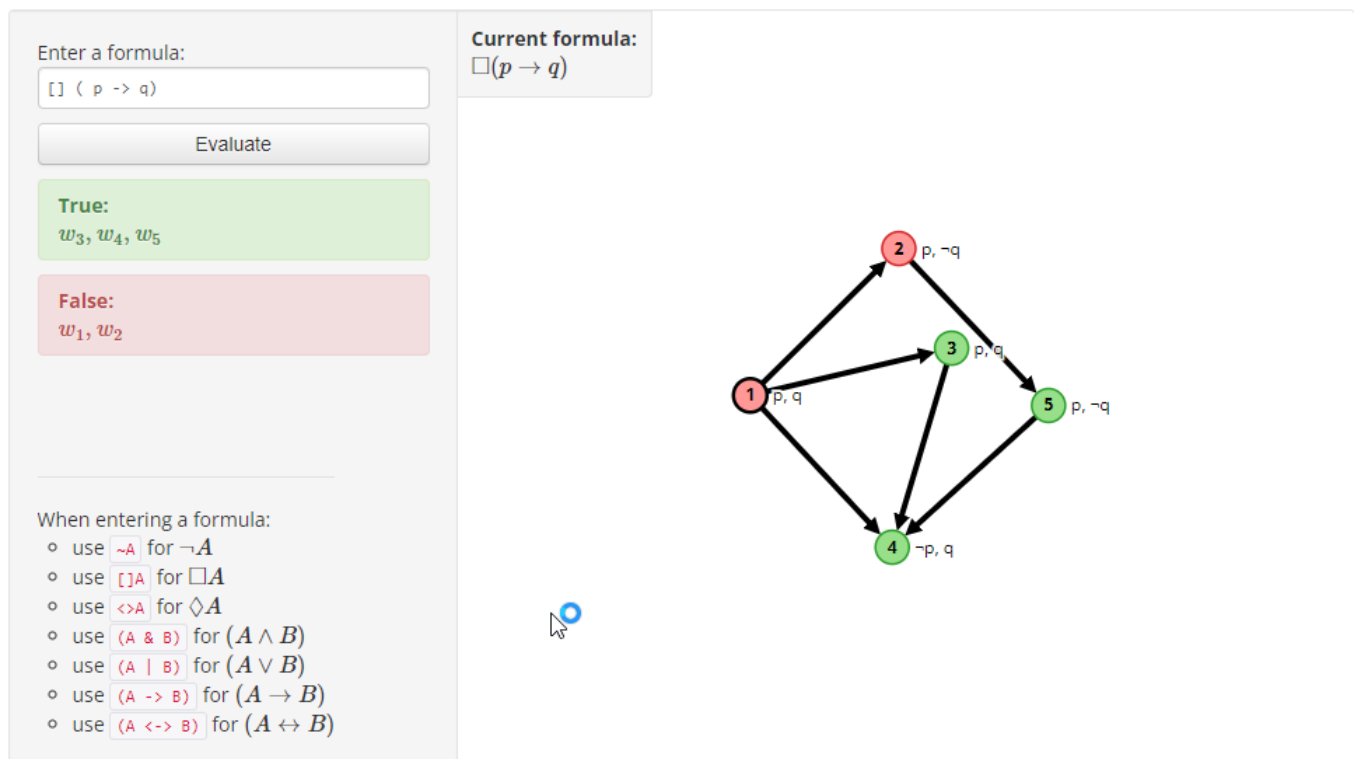 Enter a formula:
[] ( p -> q)
Evaluate
True:
w₃, w₄, w₅
False:
w₁, w₂
When entering a formula:
use ~A for ¬A
use []A for □A
use <>A for ◊A
use (A & B) for (A ∧ B)
use (A | B) for (A ∨ B)
use (A -> B) for (A → B)
use (A <-> B) for (A ↔ B)
Current formula:
□(p → q)
2 p, ¬q
3 p, q
1 p, q
5 p, ¬q
4 ¬p, q